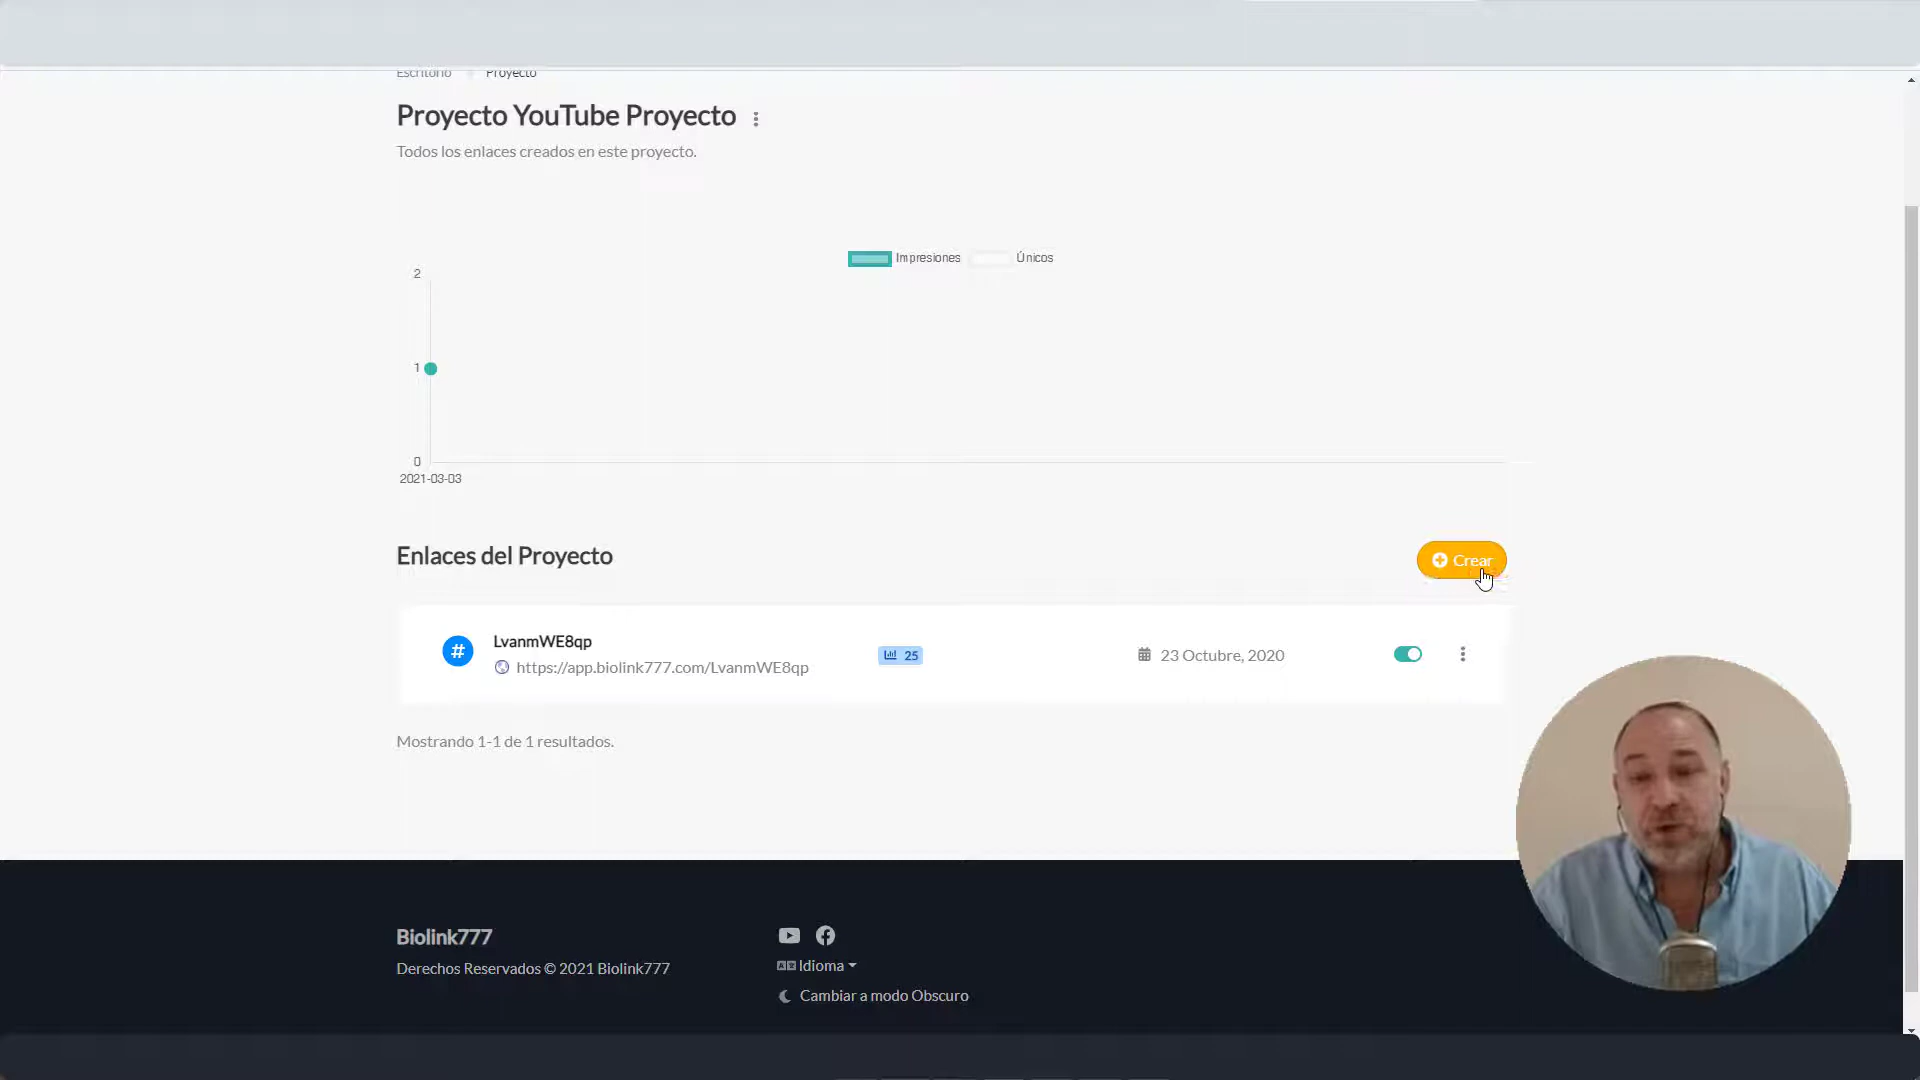 Escritorio
Proyecto
Proyecto YouTube Proyecto
Todos los enlaces creados en este proyecto.
Impresiones
Únicos
2
1
0
2021-03-03
Enlaces del Proyecto
Crear
#
LvanmWE8qp
https://app.biolink777.com/LvanmWE8qp
25
23 Octubre, 2020
Mostrando 1-1 de 1 resultados.
Biolink777
Derechos Reservados © 2021 Biolink777
Idioma
Cambiar a modo Obscuro